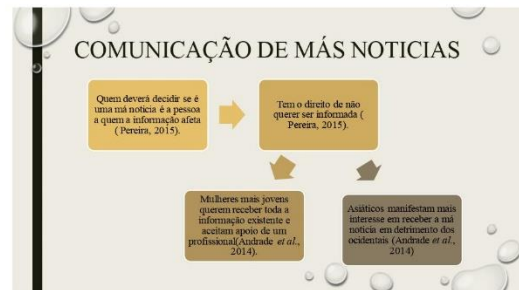 COMUNICAÇÃO DE MÁS NOTICIAS
Quem deverá decidir se é
uma má noticia é a pessoa
a quem a informação afeta
( Pereira, 2015).
Tem o direito de não
querer ser informada (
Pereira, 2015).
Mulheres mais jovens
querem receber toda a
informação existente e
aceitam apoio de um
profissional(Andrade et al.,
2014).
Asiáticos manifestam mais
interesse em receber a má
noticia em detrimento dos
ocidentais (Andrade et al.,
2014)